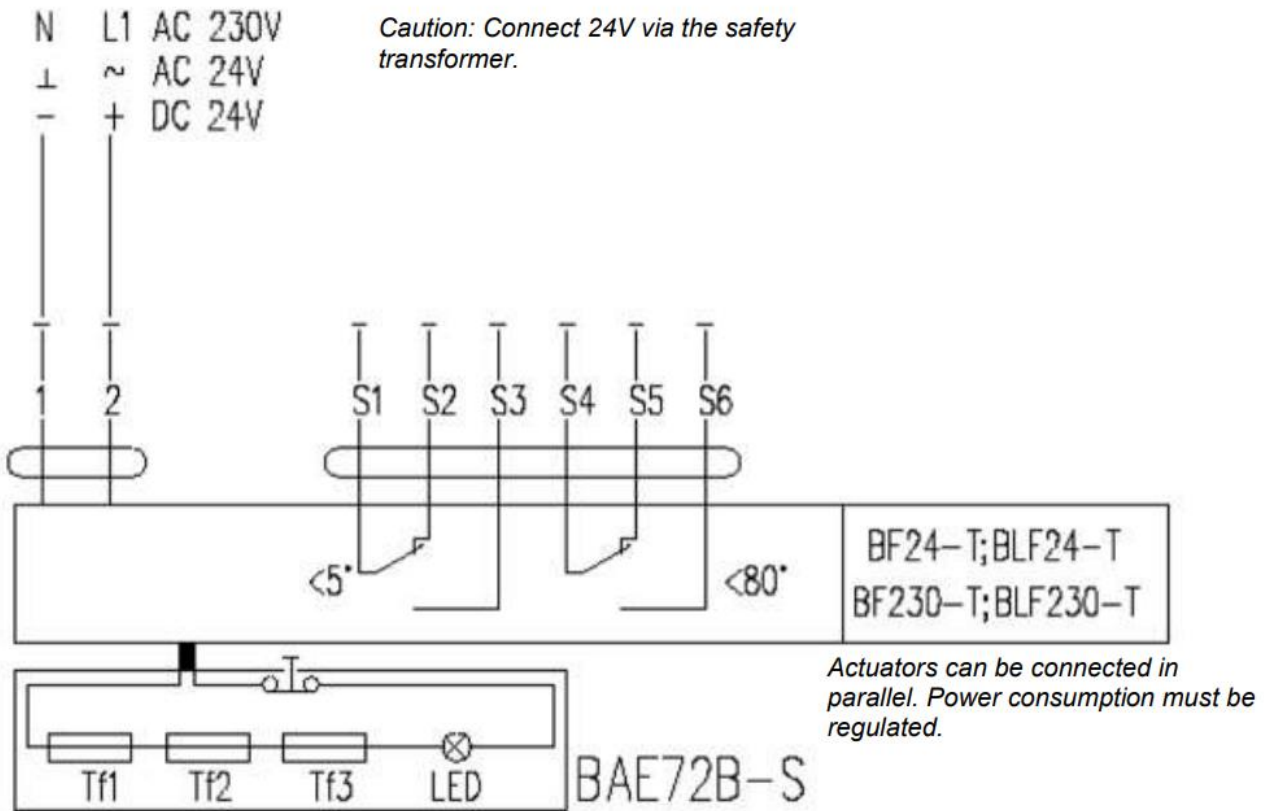 N L1 AC 230V
⊥ ~ AC 24V
- + DC 24V
Caution: Connect 24V via the safety
transformer.
1 2 S1 S2 S3 S4 S5 S6
<5° <80°
BF24-T;BLF24-T
BF230-T;BLF230-T
Actuators can be connected in
parallel. Power consumption must be
regulated.
Tf1 Tf2 Tf3 LED
BAE72B-S